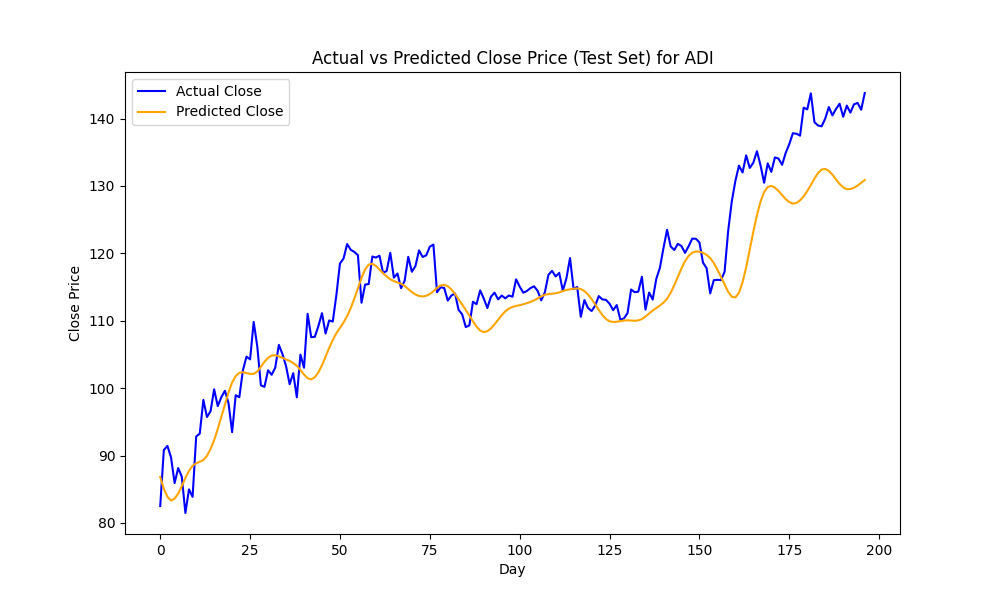 Actual vs Predicted Close Price (Test Set) for ADI
Actual Close
Predicted Close
Close Price
140
130
120
110
100
90
80
0 25 50 75 100 125 150 175 200
Day